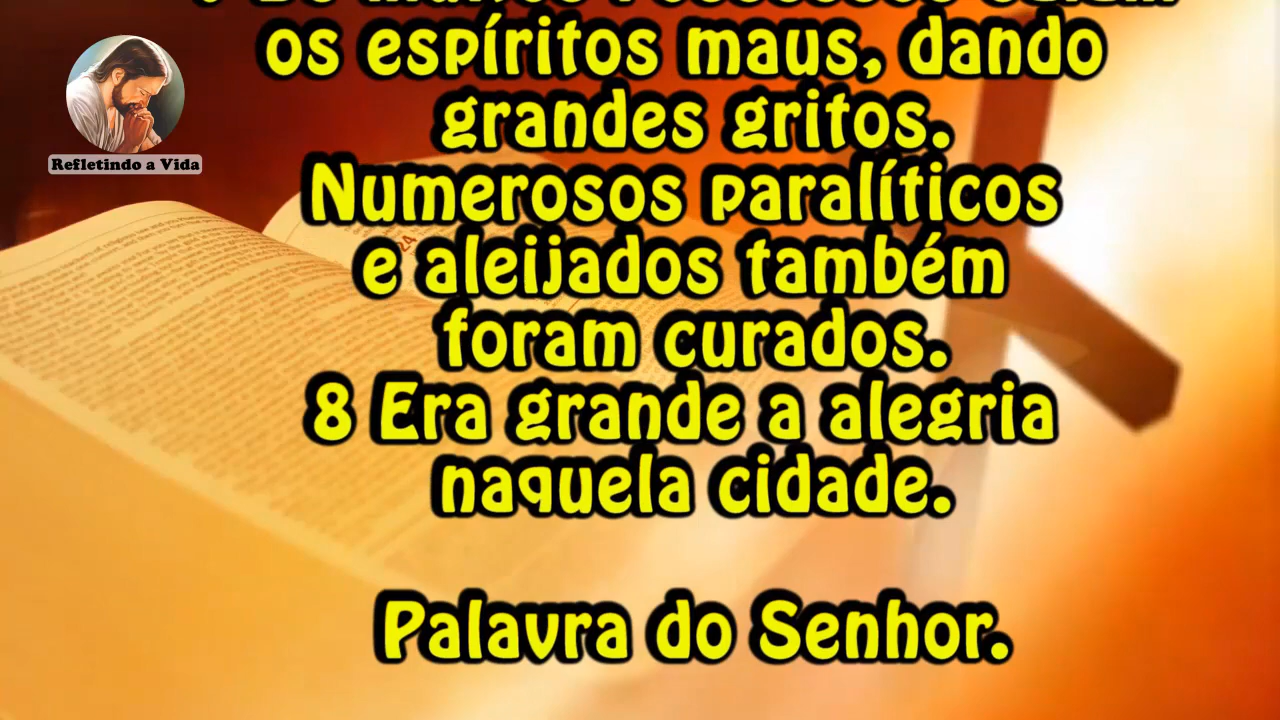 Refletindo a Vida
os espíritos maus, dando
grandes gritos.
Numerosos paralíticos
e aleijados também
foram curados.
8 Era grande a alegria
naquela cidade.
Palavra do Senhor.
24